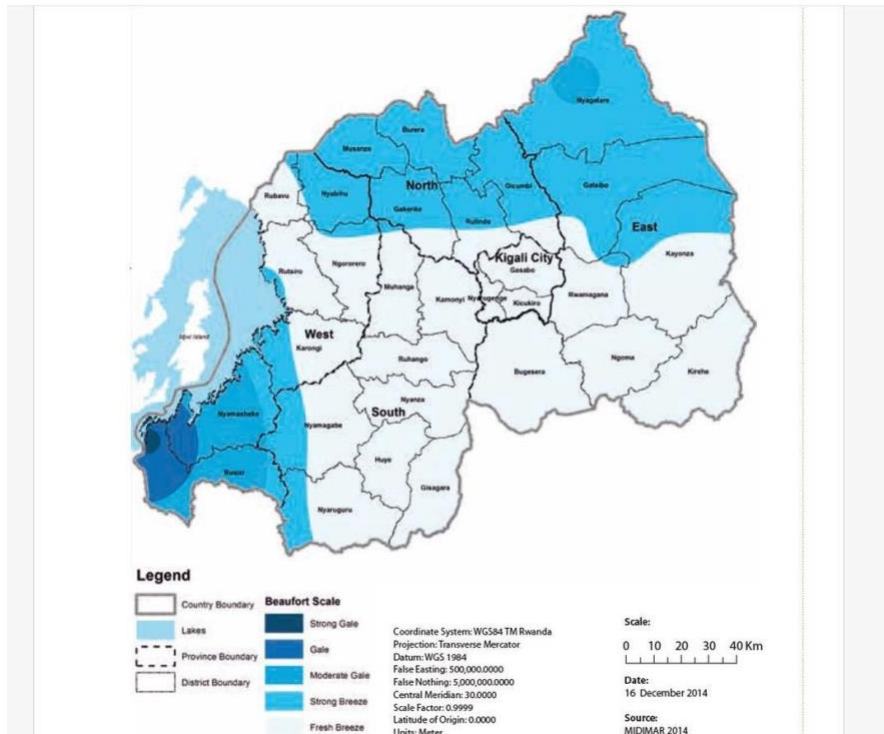 Nyagatare
Burera
Musanze
North
Gicumbi
Gatsibo
Nyabihu
Rubavu
Gakenke
Rulindo
East
Kayonza
Kigali City
Gasabo
Ngororero
Rutsiro
Muhanga
Kamonyi
Nyarugenge
Kicukiro
Rwamagana
West
Karongi
Ruhango
Bugesera
Ngoma
Kirehe
Nyanza
South
Nyamasheke
Nyamagabe
Huye
Rusizi
Gisagara
Nyaruguru
Legend
Country Boundary
Lakes
Province Boundary
District Boundary
Beaufort Scale
Strong Gale
Gale
Moderate Gale
Strong Breeze
Fresh Breeze
Coordinate System: WGS84 TM Rwanda
Projection: Transverse Mercator
Datum: WGS 1984
False Easting: 500,000.0000
False Nothing: 5,000,000.0000
Central Meridian: 30.0000
Scale Factor: 0.9999
Latitude of Origin: 0.0000
Units: Meter
Scale:
0 10 20 30 40 Km
Date:
16 December 2014
Source:
MIDIMAR 2014